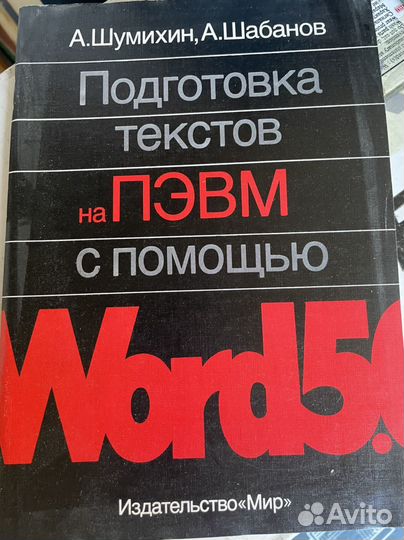 А.Шумихин, А.Шабанов
Подготовка
текстов
на ПЭВМ
с помощью
Word5.0
Издательство «Мир»
Avito